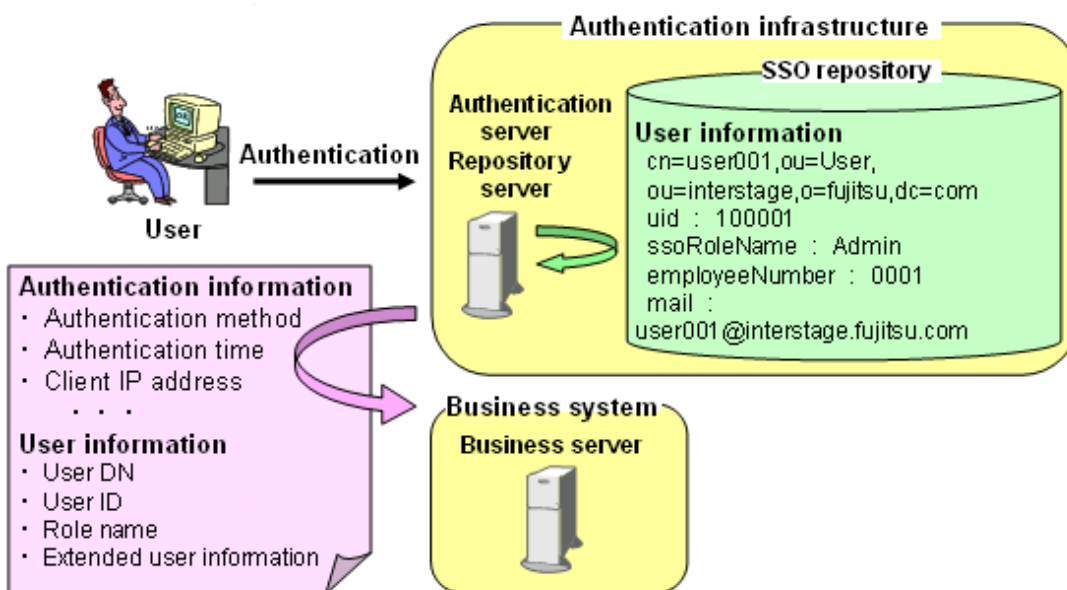 Authentication infrastructure
SSO repository
Authentication
server
Repository
server
User information
cn=user001,ou=User,
ou=interstage,o=fujitsu,dc=com
uid : 100001
ssoRoleName : Admin
employeeNumber : 0001
mail :
user001@interstage.fujitsu.com
Authentication
User
Authentication information
・ Authentication method
・ Authentication time
・ Client IP address
・ ・ ・
User information
・ User DN
・ User ID
・ Role name
・ Extended user information
Business system
Business server